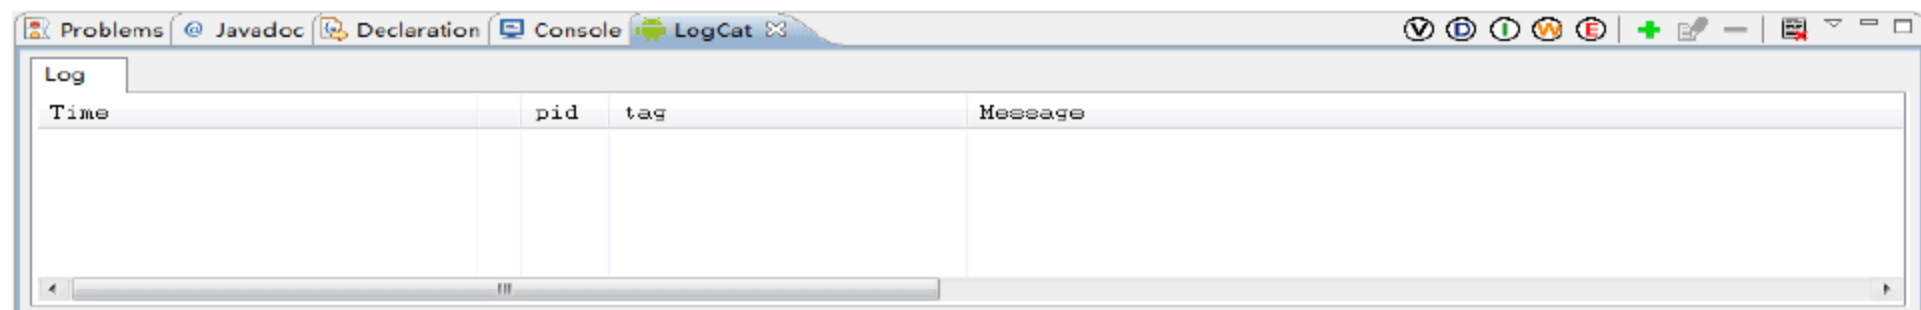 Problems @ Javadoc Declaration Console LogCat V D I W E
Log
Time pid tag Message